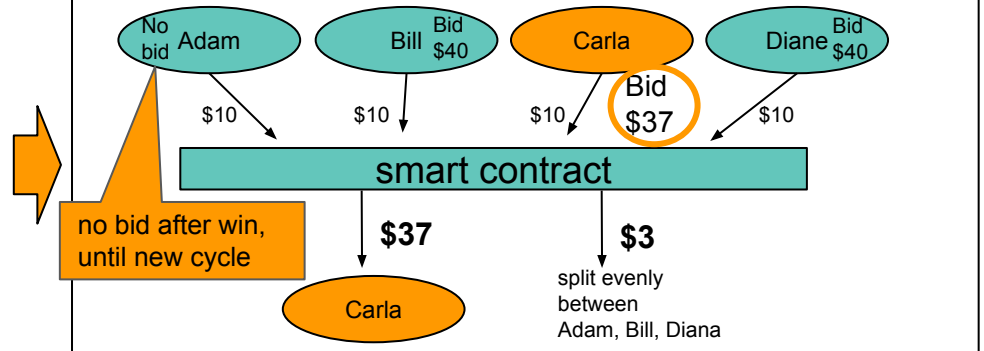 No
bid
Adam
Bill
Bid
$40
Carla
Diane
Bid
$40
$10
$10
$10
Bid
$37
$10
smart contract
no bid after win,
until new cycle
$37
$3
Carla
split evenly
between
Adam, Bill, Diana